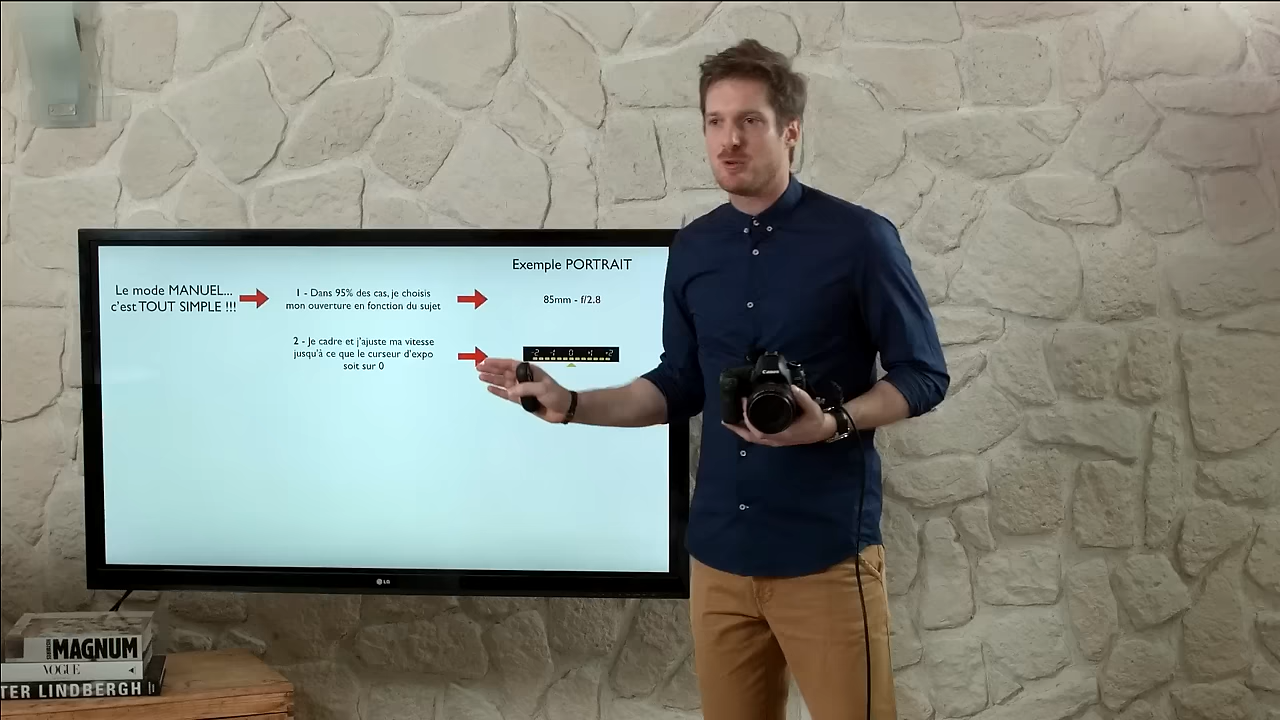 Exemple PORTRAIT
Le mode MANUEL...
c'est TOUT SIMPLE !!!
1 - Dans 95% des cas, je choisis
mon ouverture en fonction du sujet
85mm - f/2.8
2 - Je cadre et j'ajuste ma vitesse
jusqu'à ce que le curseur d'expo
soit sur 0
-2 -1 0 +1 +2
Canon
LG
MAGNUM
VOGUE
TER LINDBERGH